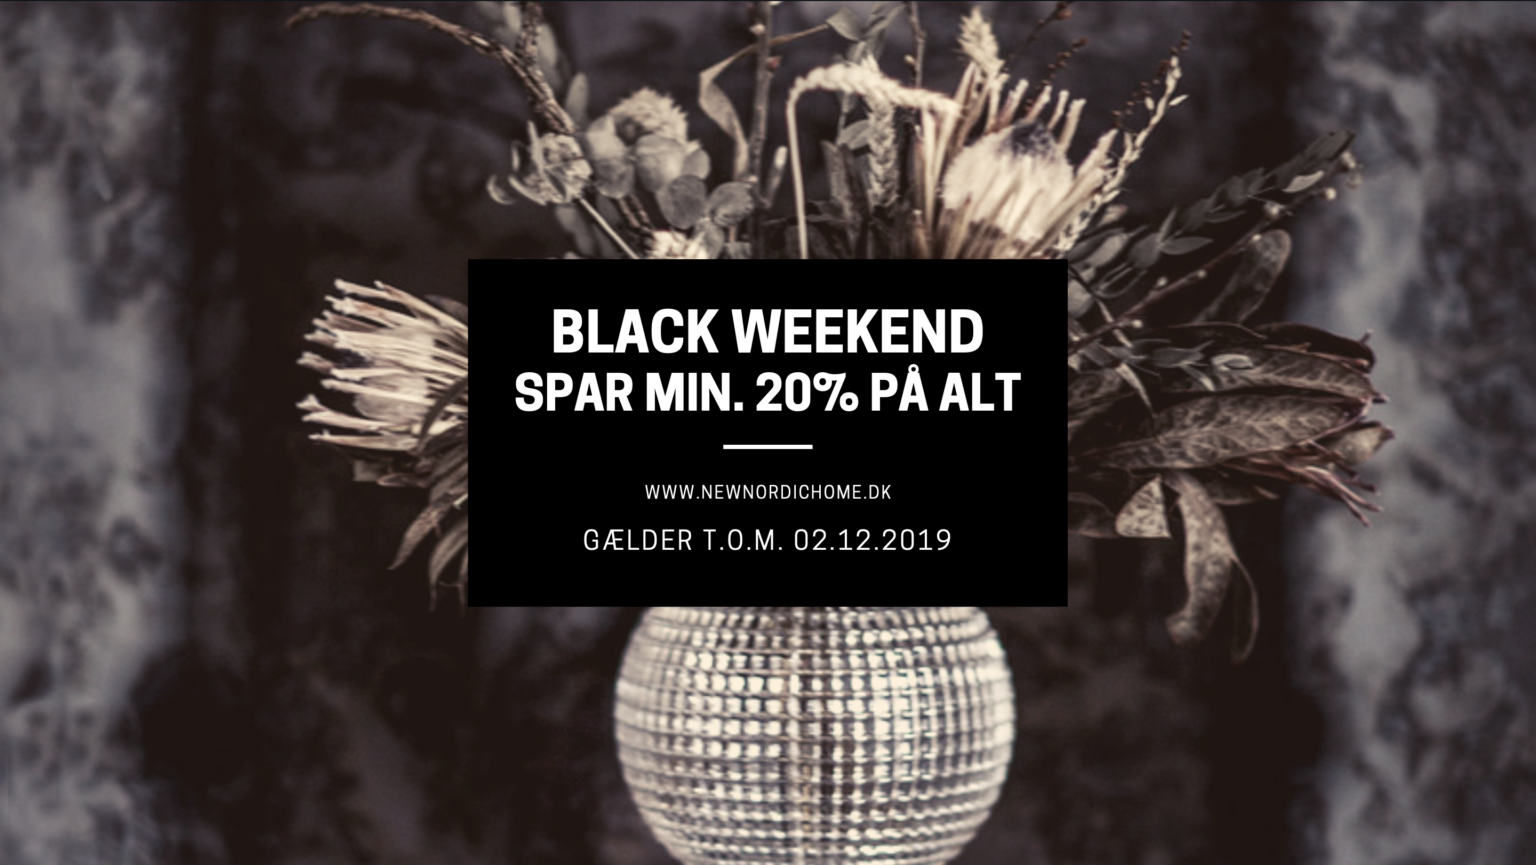 BLACK WEEKEND
SPAR MIN. 20% PÅ ALT
WWW.NEWNORDICHOME.DK
GÆLDER T.O.M. 02.12.2019